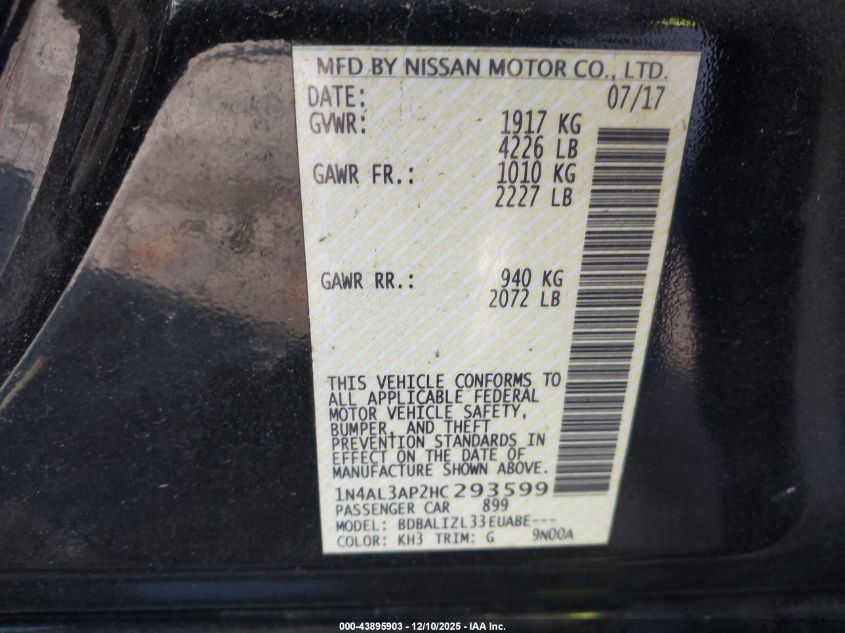 MFD BY NISSAN MOTOR CO., LTD.
DATE: 07/17
GVWR: 1917 KG
4226 LB
GAWR FR.: 1010 KG
2227 LB
GAWR RR.: 940 KG
2072 LB
THIS VEHICLE CONFORMS TO
ALL APPLICABLE FEDERAL
MOTOR VEHICLE SAFETY,
BUMPER, AND THEFT
PREVENTION STANDARDS IN
EFFECT ON THE DATE OF
MANUFACTURE SHOWN ABOVE.
1N4AL3AP2HC293599
PASSENGER CAR 899
MODEL: BDBALIZL33EUABE---
COLOR: KH3 TRIM: G 9N00A
000-43895903 - 12/10/2025 - IAA Inc.